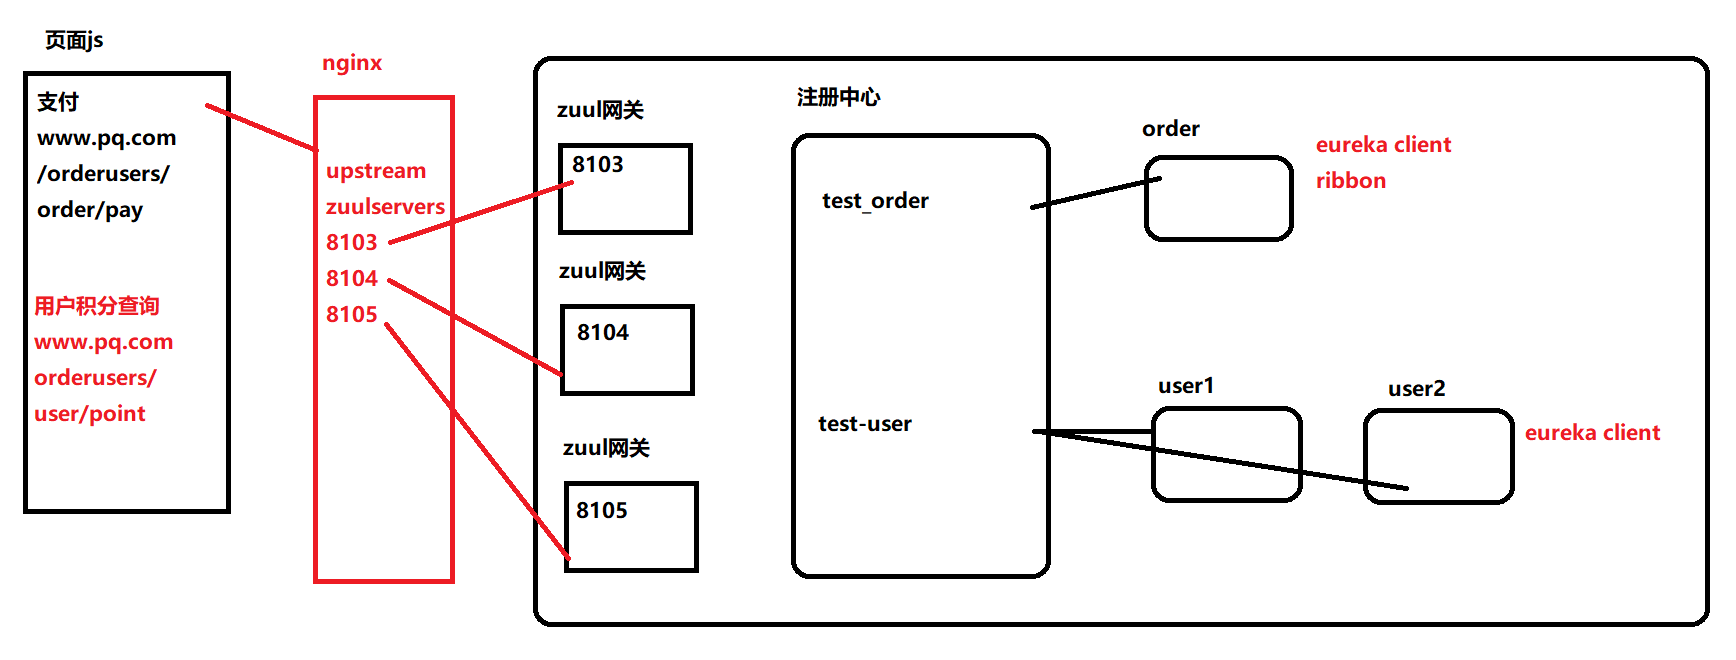 页面js
支付
www.pq.com
/orderusers/
order/pay
用户积分查询
www.pq.com
orderusers/
user/point
nginx
upstream
zuulservers
8103
8104
8105
zuul网关
8103
zuul网关
8104
zuul网关
8105
注册中心
test_order
test-user
order
eureka client
ribbon
user1
user2
eureka client